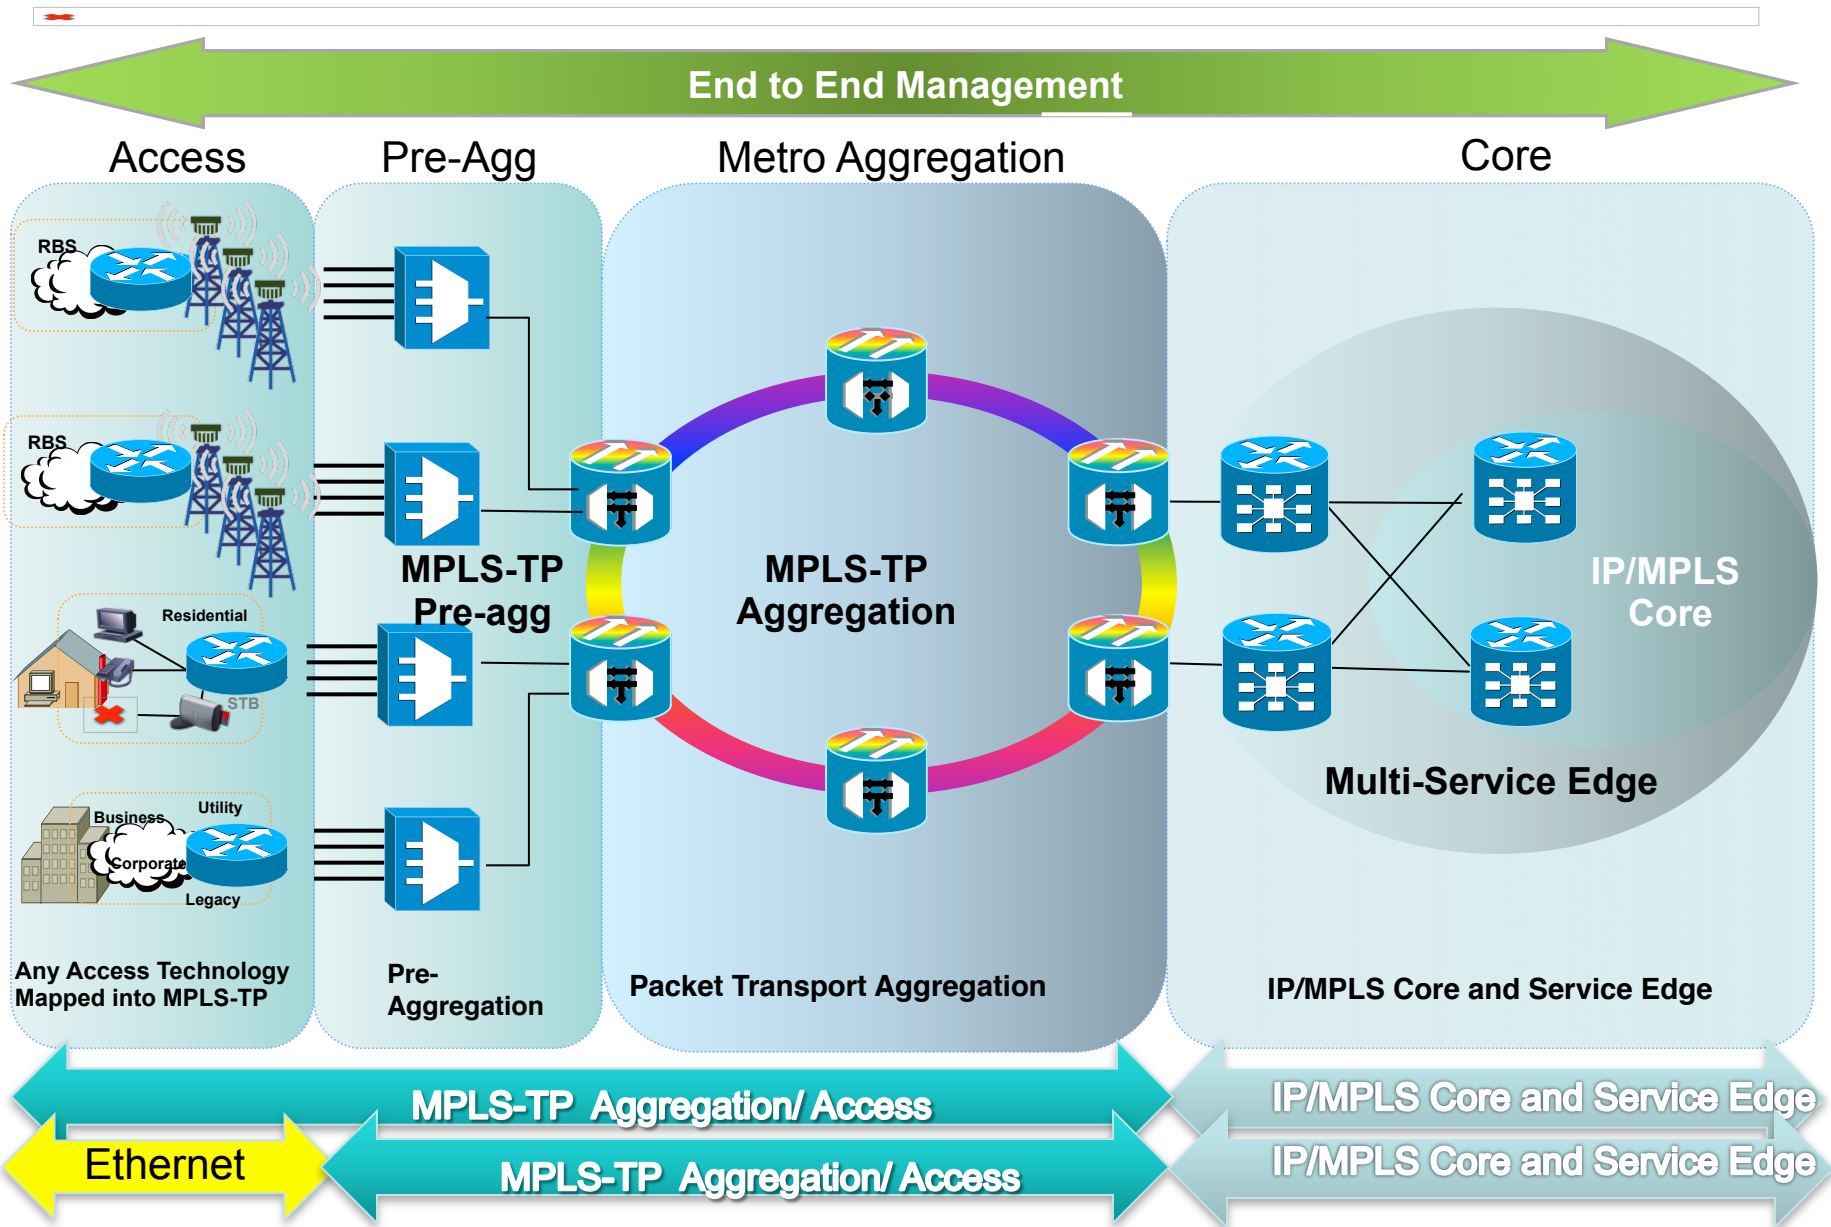 End to End Management
Access
Pre-Agg
Metro Aggregation
Core
RBS
RBS
MPLS-TP
Pre-agg
MPLS-TP
Aggregation
IP/MPLS
Core
Residential
STB
Multi-Service Edge
Business
Utility
Corporate
Legacy
Any Access Technology
Mapped into MPLS-TP
Pre-
Aggregation
Packet Transport Aggregation
IP/MPLS Core and Service Edge
MPLS-TP Aggregation/ Access
IP/MPLS Core and Service Edge
Ethernet
MPLS-TP Aggregation/ Access
IP/MPLS Core and Service Edge